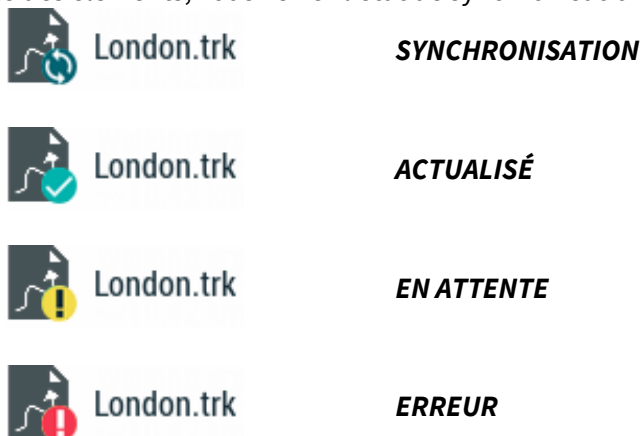 London.trk SYNCHRONISATION
London.trk ACTUALISÉ
London.trk EN ATTENTE
London.trk ERREUR